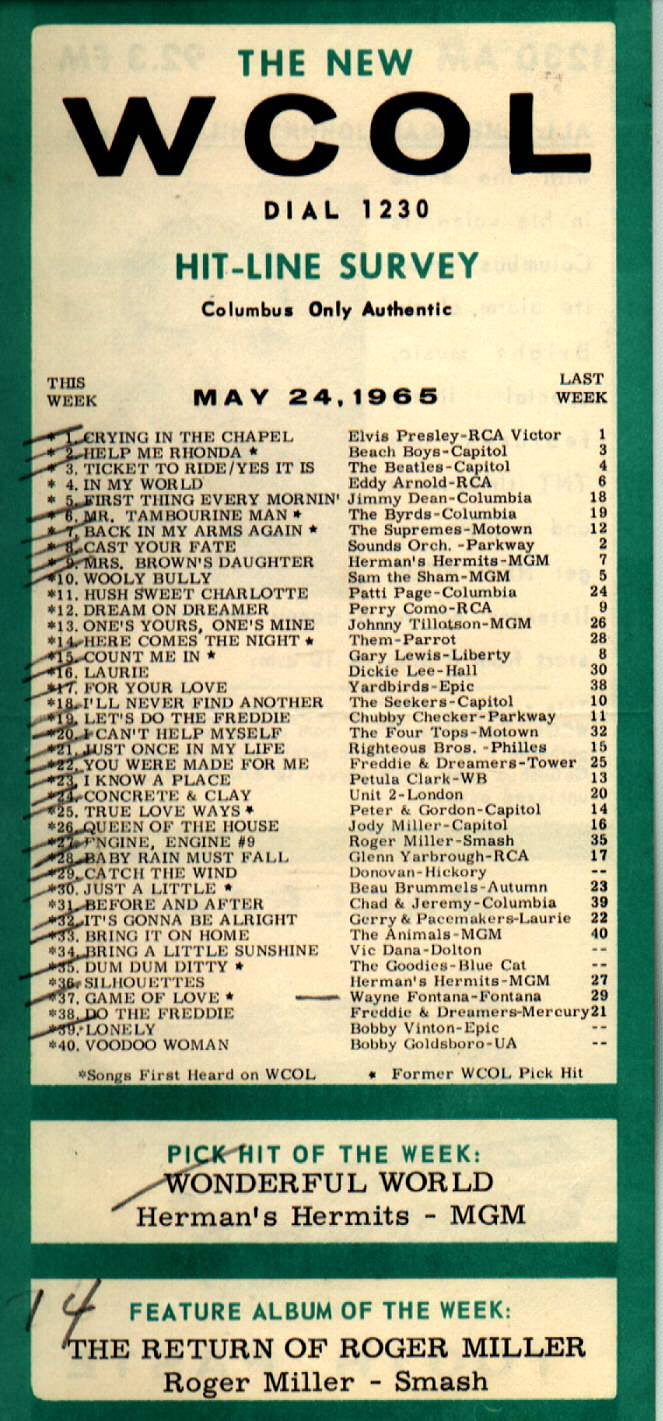 THE NEW
WCOL
DIAL 1230
HIT-LINE SURVEY
Columbus Only Authentic
THIS WEEK MAY 24, 1965 LAST WEEK
* 1. CRYING IN THE CHAPEL Elvis Presley-RCA Victor 1
* 2. HELP ME RHONDA * Beach Boys-Capitol 3
* 3. TICKET TO RIDE/YES IT IS The Beatles-Capitol 4
* 4. IN MY WORLD Eddy Arnold-RCA 6
* 5. FIRST THING EVERY MORNIN' Jimmy Dean-Columbia 18
* 6. MR. TAMBOURINE MAN * The Byrds-Columbia 19
* 7. BACK IN MY ARMS AGAIN * The Supremes-Motown 12
* 8. CAST YOUR FATE Sounds Orch. -Parkway 2
* 9. MRS. BROWN'S DAUGHTER Herman's Hermits-MGM 7
*10. WOOLY BULLY Sam the Sham-MGM 5
*11. HUSH SWEET CHARLOTTE Patti Page-Columbia 24
*12. DREAM ON DREAMER Perry Como-RCA 9
*13. ONE'S YOURS, ONE'S MINE Johnny Tillotson-MGM 26
*14. HERE COMES THE NIGHT * Them-Parrot 28
*15. COUNT ME IN * Gary Lewis-Liberty 8
*16. LAURIE Dickie Lee-Hall 30
*17. FOR YOUR LOVE Yardbirds-Epic 38
*18. I'LL NEVER FIND ANOTHER The Seekers-Capitol 10
*19. LET'S DO THE FREDDIE Chubby Checker-Parkway 11
*20. I CAN'T HELP MYSELF The Four Tops-Motown 32
*21. JUST ONCE IN MY LIFE Righteous Bros. -Philles 15
*22. YOU WERE MADE FOR ME Freddie & Dreamers-Tower 25
*23. I KNOW A PLACE Petula Clark-WB 13
*24. CONCRETE & CLAY Unit 2-London 20
*25. TRUE LOVE WAYS * Peter & Gordon-Capitol 14
*26. QUEEN OF THE HOUSE Jody Miller-Capitol 16
*27. ENGINE, ENGINE #9 Roger Miller-Smash 35
*28. BABY RAIN MUST FALL Glenn Yarbrough-RCA 17
*29. CATCH THE WIND Donovan-Hickory --
*30. JUST A LITTLE * Beau Brummels-Autumn 23
*31. BEFORE AND AFTER Chad & Jeremy-Columbia 39
*32. IT'S GONNA BE ALRIGHT Gerry & Pacemakers-Laurie 22
*33. BRING IT ON HOME The Animals-MGM 40
*34. BRING A LITTLE SUNSHINE Vic Dana-Dolton --
*35. DUM DUM DITTY * The Goodies-Blue Cat --
*36. SILHOUETTES Herman's Hermits-MGM 27
*37. GAME OF LOVE * Wayne Fontana-Fontana 29
*38. DO THE FREDDIE Freddie & Dreamers-Mercury 21
*39. LONELY Bobby Vinton-Epic --
*40. VOODOO WOMAN Bobby Goldsboro-UA --
*Songs First Heard on WCOL * Former WCOL Pick Hit
PICK HIT OF THE WEEK:
WONDERFUL WORLD
Herman's Hermits - MGM
14
FEATURE ALBUM OF THE WEEK:
THE RETURN OF ROGER MILLER
Roger Miller - Smash